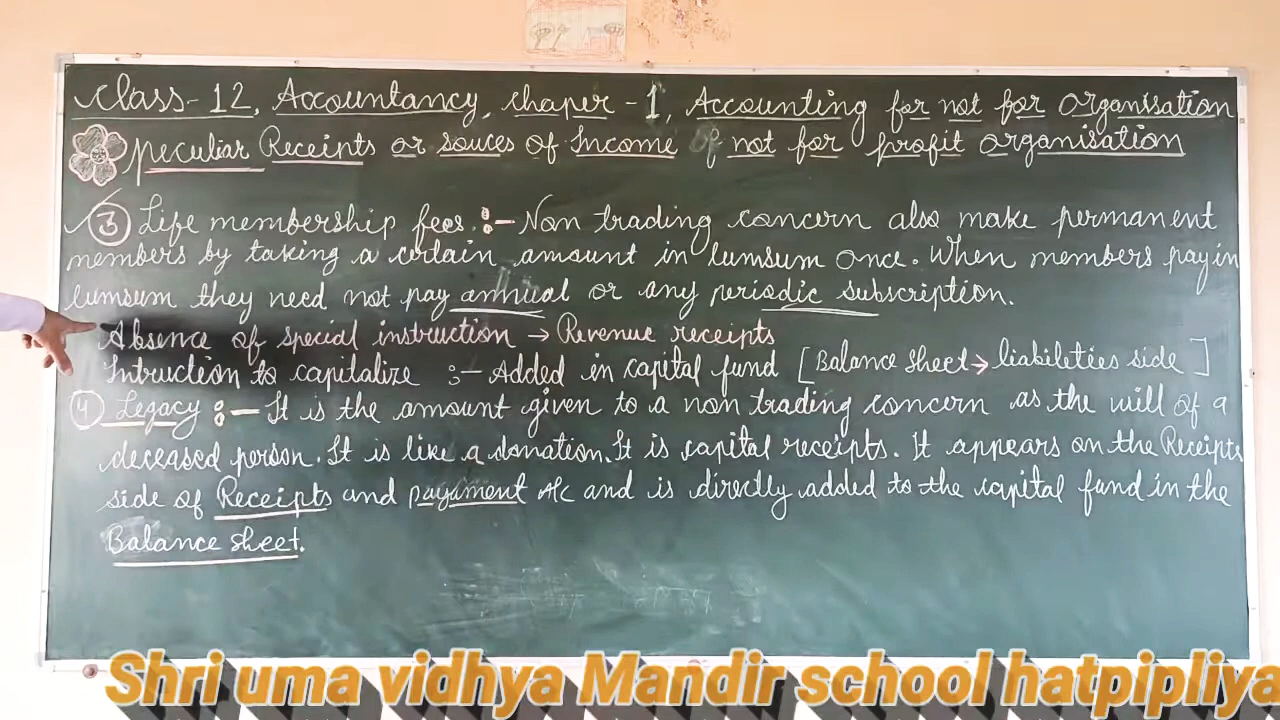 Class-12, Accountancy, chaper -1, Accounting for not for Organisation
peculiar Receipts or souces of Income of not for profit organisation
3 Life membership fees :- Non trading concern also make permanent
members by taking a certain amount in lumsum once. When members pay in
lumsum they need not pay annual or any periodic subscription.
Absence of special instruction → Revenue receipts
Intruction to capitalize :- Added in capital fund [Balance sheet → liabileties side]
4 Legacy :- It is the amount given to a non trading concern as the will of a
deceased person. It is like a donation. It is capital receipts. It appears on the Receipts
side of Receipts and payament A/c and is directly added to the capital fund in the
Balance sheet.
Shri uma vidhya Mandir school hatpipliya